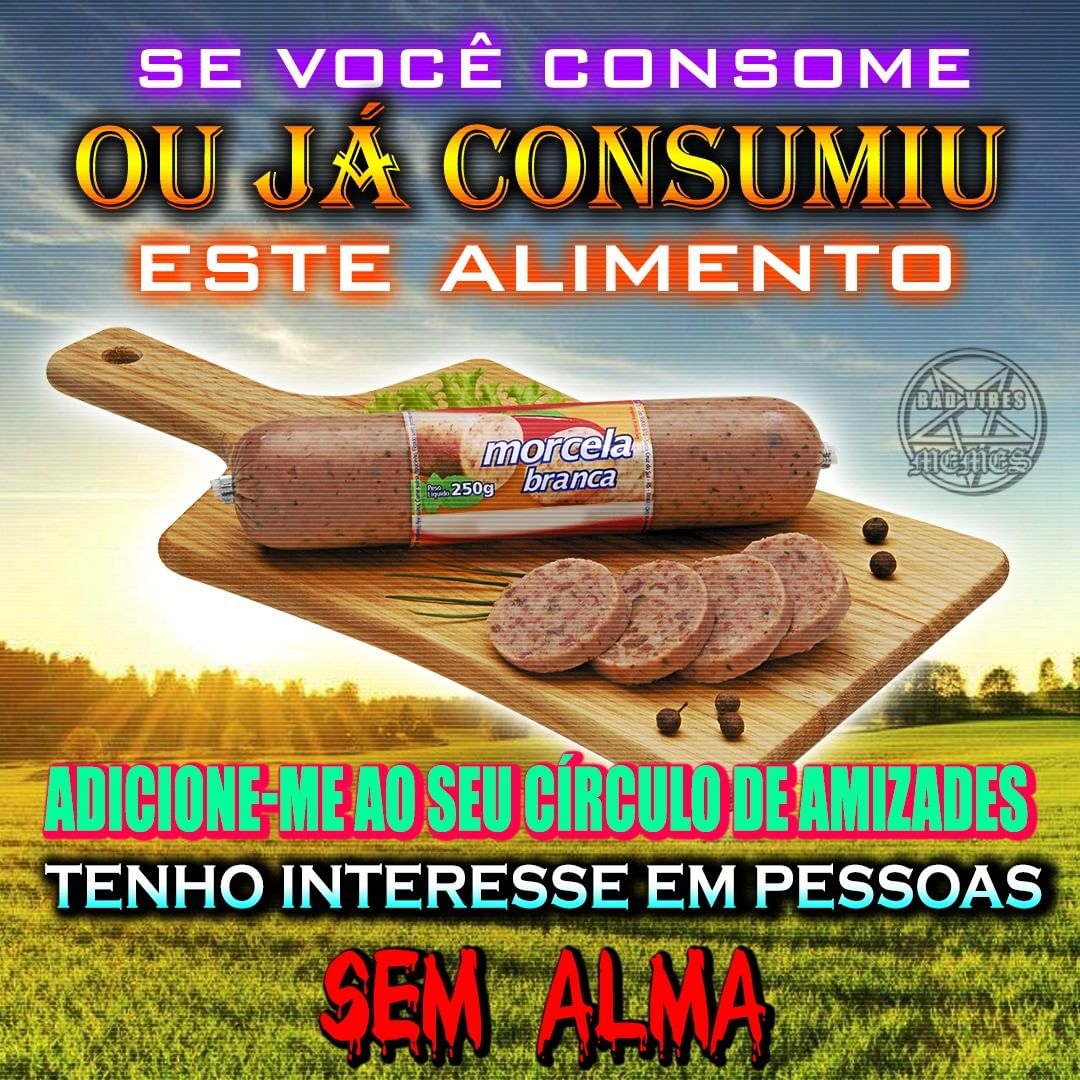 SE VOCÊ CONSOME
OU JÁ CONSUMIU
ESTE ALIMENTO
BAD VIBES
MEMES
morcela
branca
Peso
Líquido 250g
ADICIONE-ME AO SEU CÍRCULO DE AMIZADES
TENHO INTERESSE EM PESSOAS
SEM ALMA